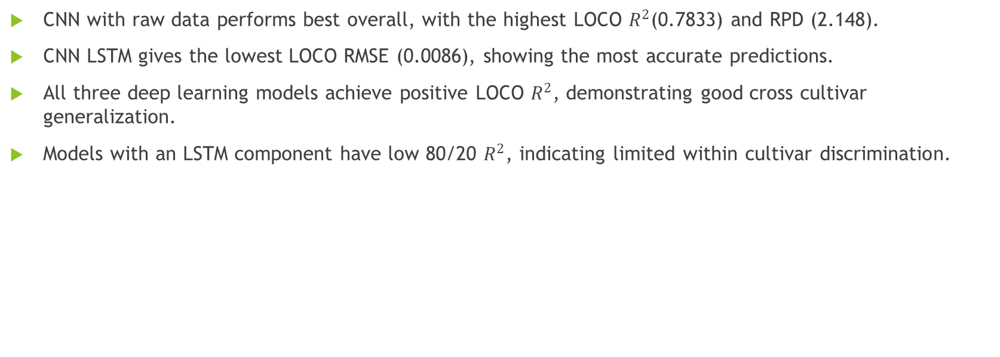 CNN with raw data performs best overall, with the highest LOCO R²(0.7833) and RPD (2.148).
CNN LSTM gives the lowest LOCO RMSE (0.0086), showing the most accurate predictions.
All three deep learning models achieve positive LOCO R², demonstrating good cross cultivar
generalization.
Models with an LSTM component have low 80/20 R², indicating limited within cultivar discrimination.